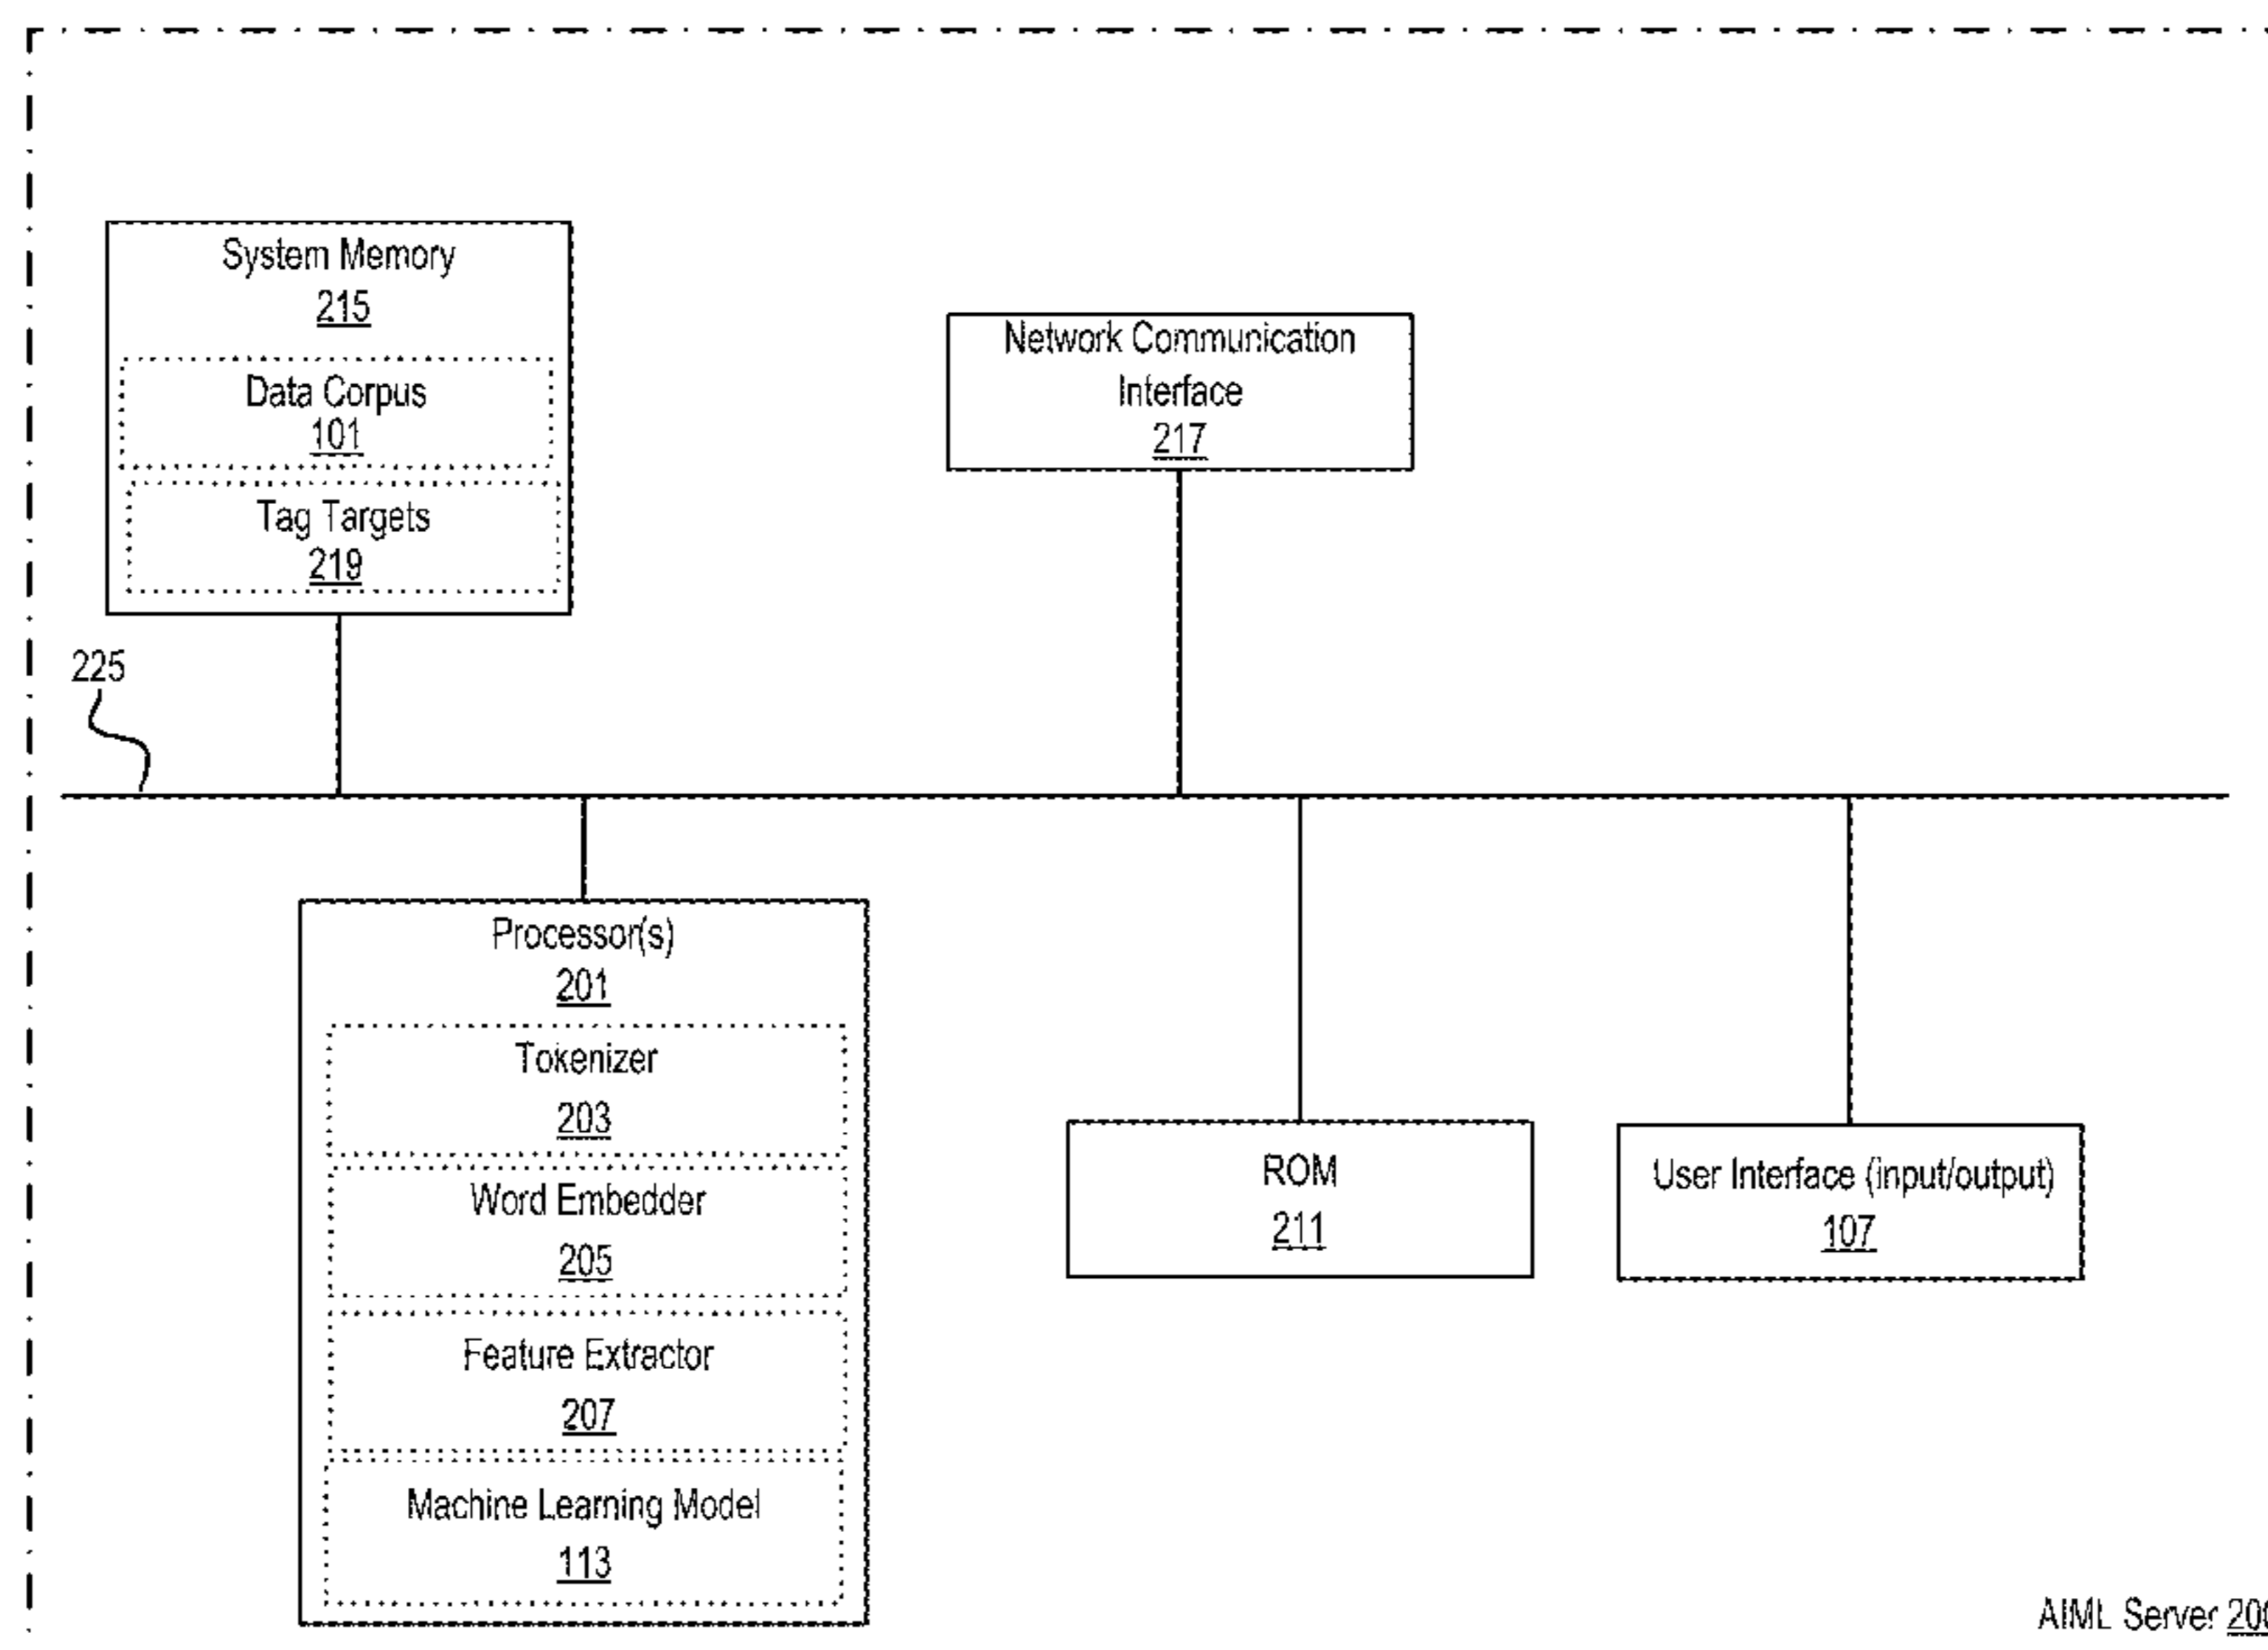 System Memory
215
Data Corpus
101
Tag Targets
219
Network Communication
Interface
217
225
Processor(s)
201
Tokenizer
203
Word Embedder
205
Feature Extractor
207
Machine Learning Model
113
ROM
211
User Interface (input/output)
107
AIML Server